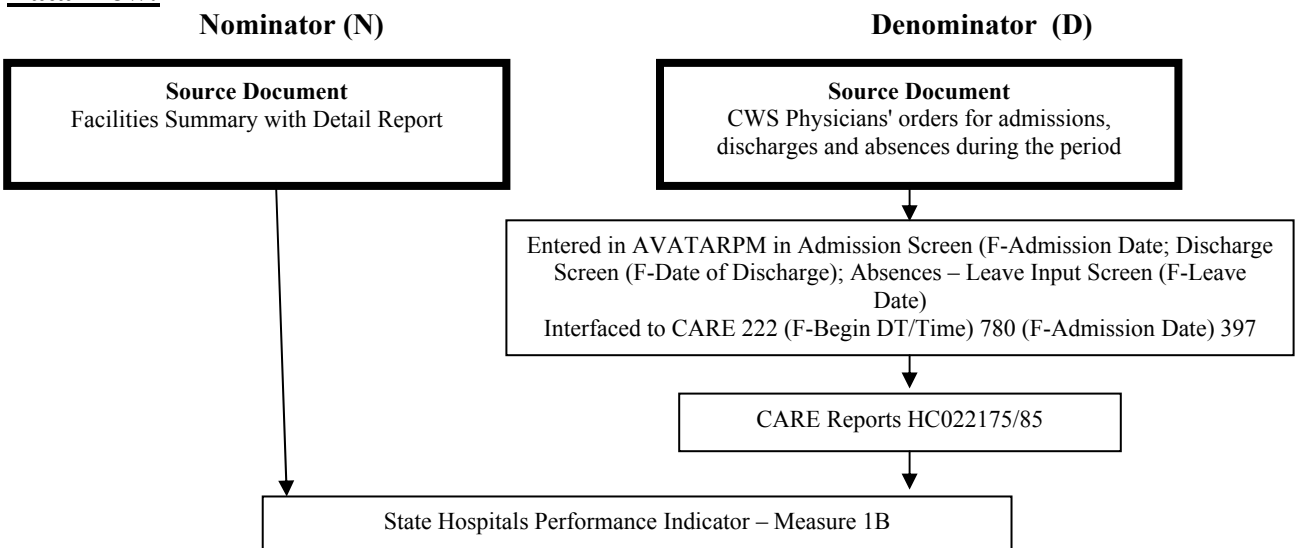 Nominator (N)
Denominator (D)
Source Document
Facilities Summary with Detail Report
Source Document
CWS Physicians' orders for admissions,
discharges and absences during the period
Entered in AVATARPM in Admission Screen (F-Admission Date; Discharge
Screen (F-Date of Discharge); Absences – Leave Input Screen (F-Leave
Date)
Interfaced to CARE 222 (F-Begin DT/Time) 780 (F-Admission Date) 397
CARE Reports HC022175/85
State Hospitals Performance Indicator – Measure 1B